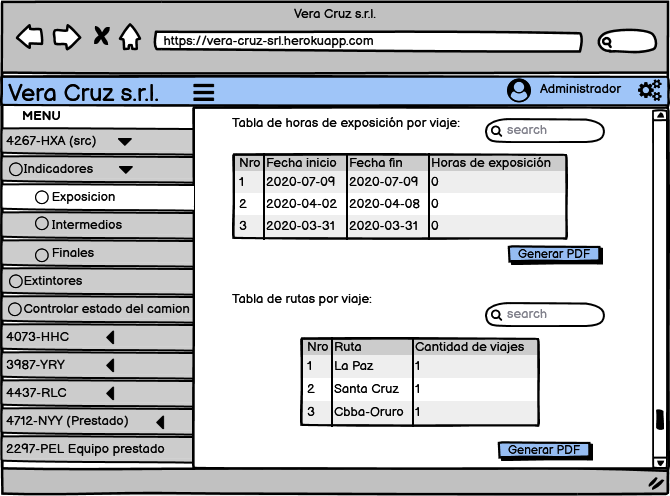 Vera Cruz s.r.l.
https://vera-cruz-srl.herokuapp.com
Vera Cruz s.r.l.
Administrador
MENU
4267-HXA (src)
Indicadores
Exposicion
Intermedios
Finales
Extintores
Controlar estado del camion
4073-HHC
3987-YRY
4437-RLC
4712-NYY (Prestado)
2297-PEL Equipo prestado
Tabla de horas de exposición por viaje:
search
Nro Fecha inicio Fecha fin Horas de exposición
1 2020-07-09 2020-07-09 0
2 2020-04-02 2020-04-08 0
3 2020-03-31 2020-03-31 0
Generar PDF
Tabla de rutas por viaje:
search
Nro Ruta Cantidad de viajes
1 La Paz 1
2 Santa Cruz 1
3 Cbba-Oruro 1
Generar PDF